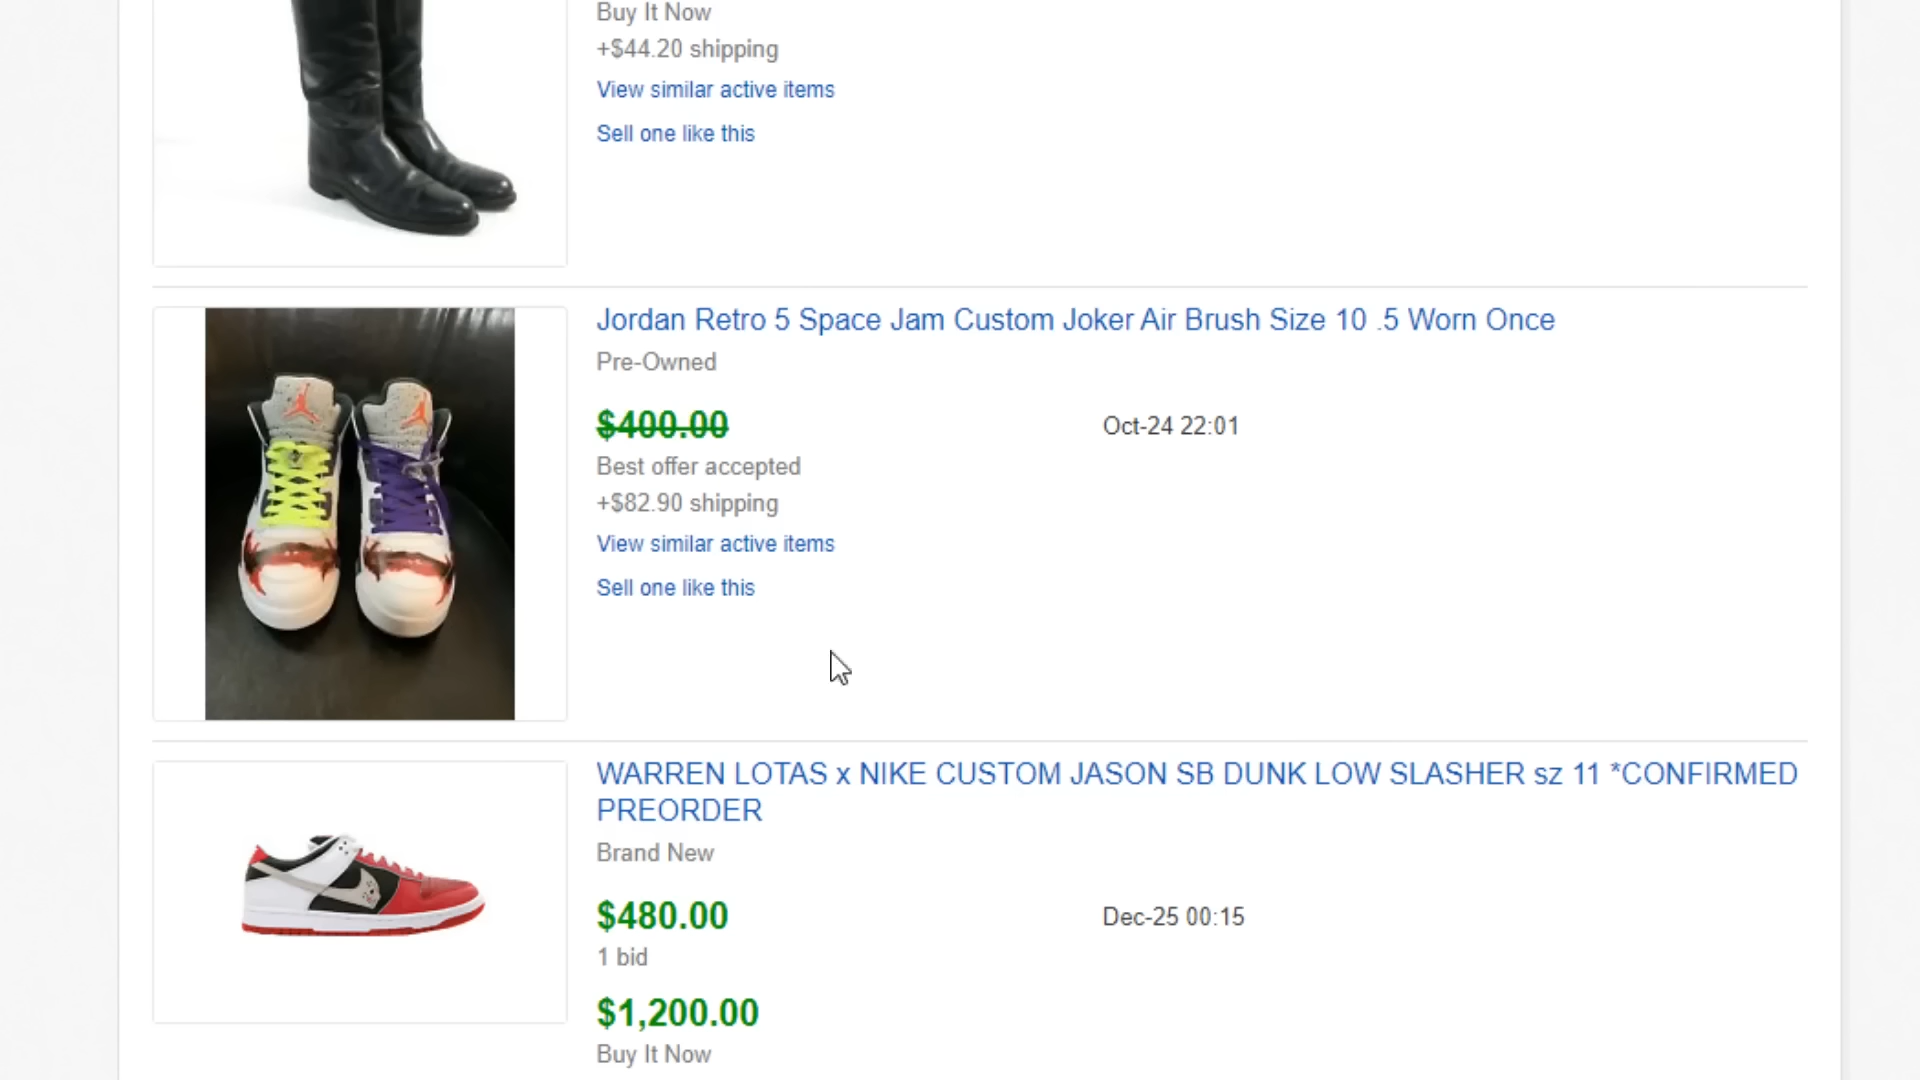 Buy It Now
+$44.20 shipping
View similar active items
Sell one like this
Jordan Retro 5 Space Jam Custom Joker Air Brush Size 10 .5 Worn Once
Pre-Owned
$400.00 Oct-24 22:01
Best offer accepted
+$82.90 shipping
View similar active items
Sell one like this
WARREN LOTAS x NIKE CUSTOM JASON SB DUNK LOW SLASHER sz 11 *CONFIRMED
PREORDER
Brand New
$480.00 Dec-25 00:15
1 bid
$1,200.00
Buy It Now